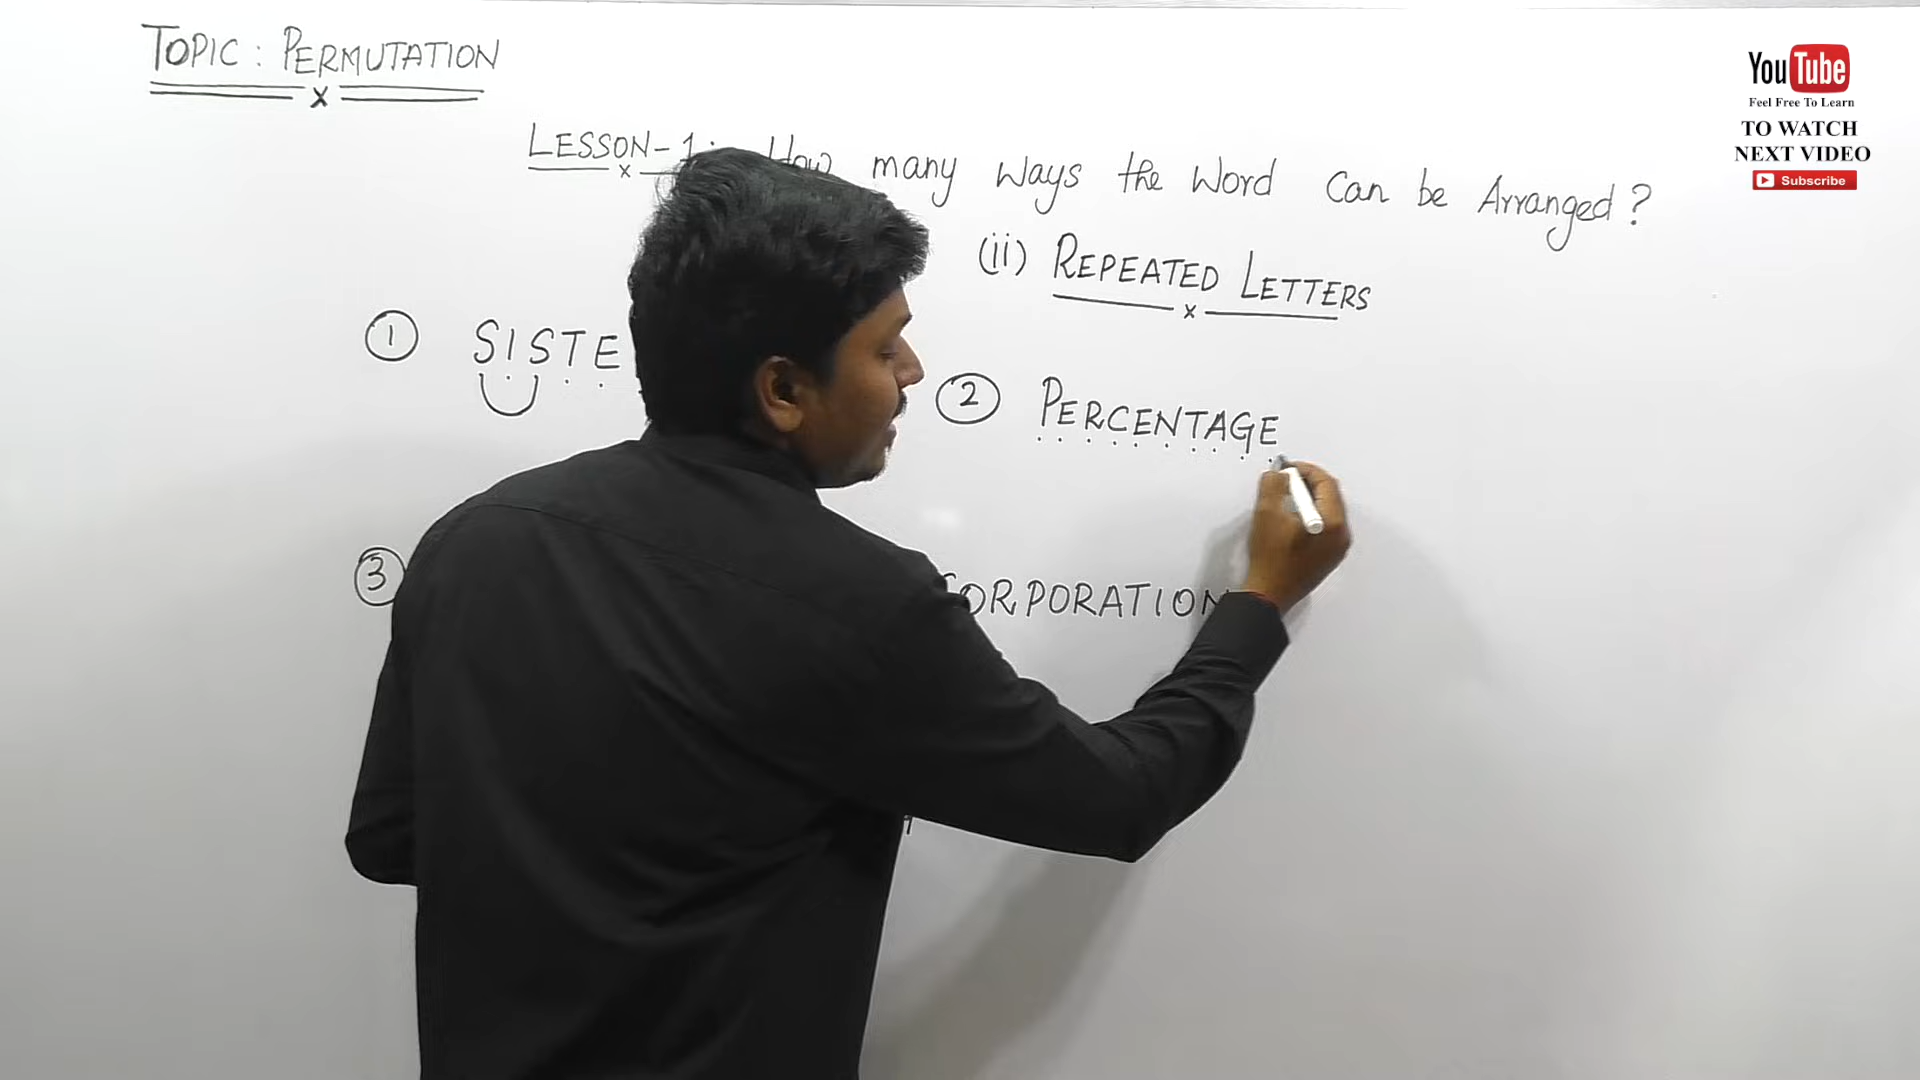 TOPIC : PERMUTATION
LESSON - 1 : How many ways the word can be Arranged ?
(ii) REPEATED LETTERS
1 SISTE
2 PERCENTAGE
3 CORPORATION
YouTube
Feel Free To Learn
TO WATCH
NEXT VIDEO
Subscribe